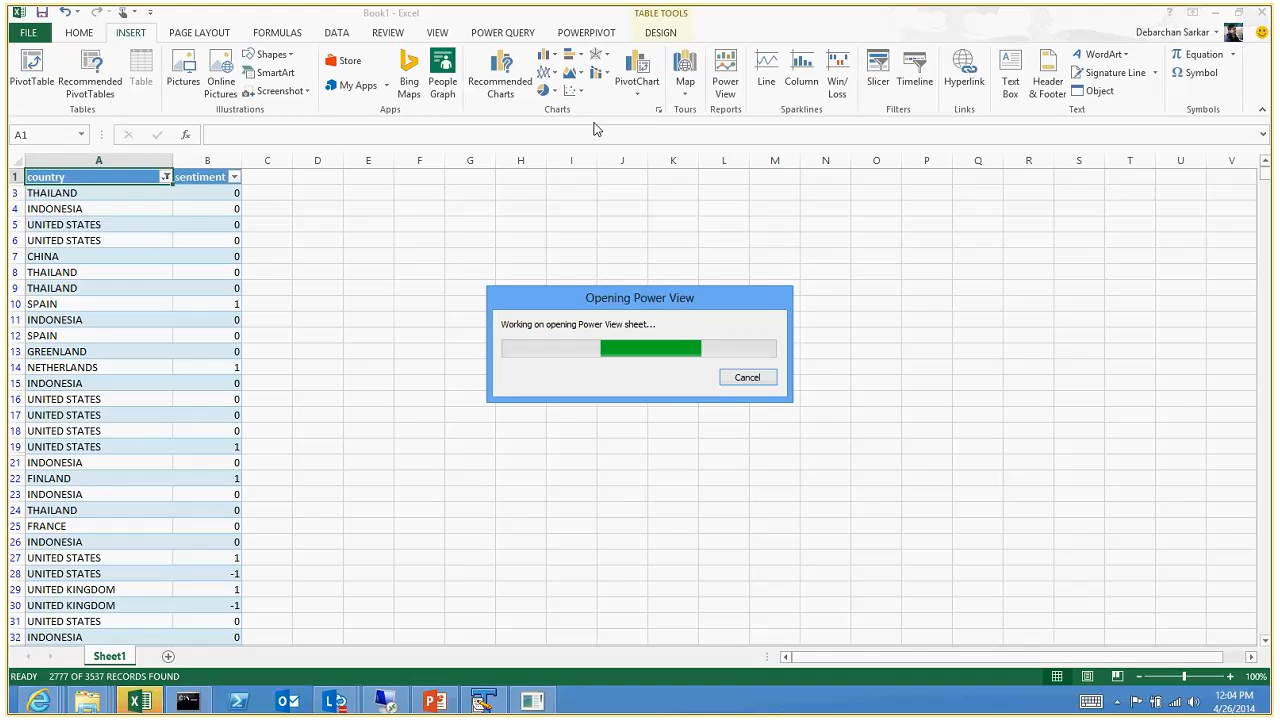 Book1 - Excel
TABLE TOOLS
FILE HOME INSERT PAGE LAYOUT FORMULAS DATA REVIEW VIEW POWER QUERY POWERPIVOT DESIGN
Debarchan Sarkar
PivotTable
Recommended
PivotTables
Table
Tables
Pictures
Online
Pictures
Shapes
SmartArt
Screenshot
Illustrations
Store
My Apps
Bing
Maps
People
Graph
Apps
Recommended
Charts
PivotChart
Charts
Map
Tours
Power
View
Reports
Line
Column
Win/
Loss
Sparklines
Slicer
Timeline
Filters
Hyperlink
Links
Text
Box
Header
& Footer
WordArt
Signature Line
Object
Text
Equation
Symbol
Symbols
A1
fx
A B C D E F G H I J K L M N O P Q R S T U V
1 country sentiment
3 THAILAND 0
4 INDONESIA 0
5 UNITED STATES 0
6 UNITED STATES 0
7 CHINA 0
8 THAILAND 0
9 THAILAND 0
10 SPAIN 1
11 INDONESIA 0
12 SPAIN 0
13 GREENLAND 0
14 NETHERLANDS 1
15 INDONESIA 0
16 UNITED STATES 0
17 UNITED STATES 0
18 UNITED STATES 0
19 UNITED STATES 1
21 INDONESIA 0
22 FINLAND 1
23 INDONESIA 0
24 THAILAND 0
25 FRANCE 0
26 INDONESIA 0
27 UNITED STATES 1
28 UNITED STATES -1
29 UNITED KINGDOM 1
30 UNITED KINGDOM -1
31 UNITED STATES 0
32 INDONESIA 0
Opening Power View
Working on opening Power View sheet...
Cancel
Sheet1
READY 2777 OF 3537 RECORDS FOUND
100%
12:04 PM
4/26/2014